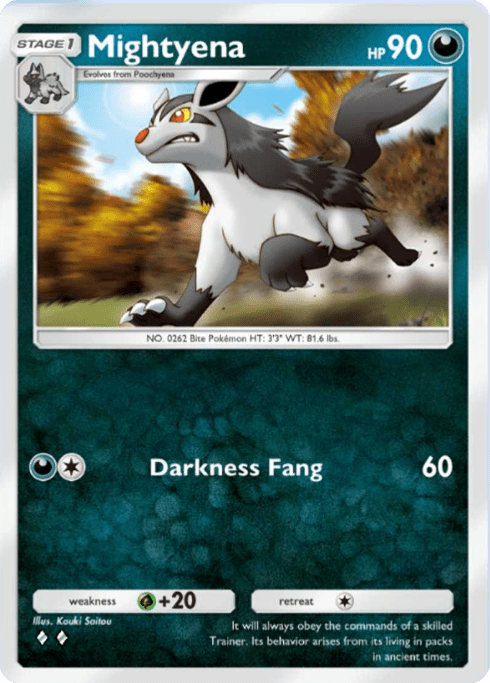 STAGE 1
Mightyena
HP 90
Evolves from Poochyena
NO. 0262 Bite Pokémon HT: 3'3" WT: 81.6 lbs.
Darkness Fang 60
weakness +20
retreat
Illus. Kouki Saitou
It will always obey the commands of a skilled
Trainer. Its behavior arises from its living in packs
in ancient times.